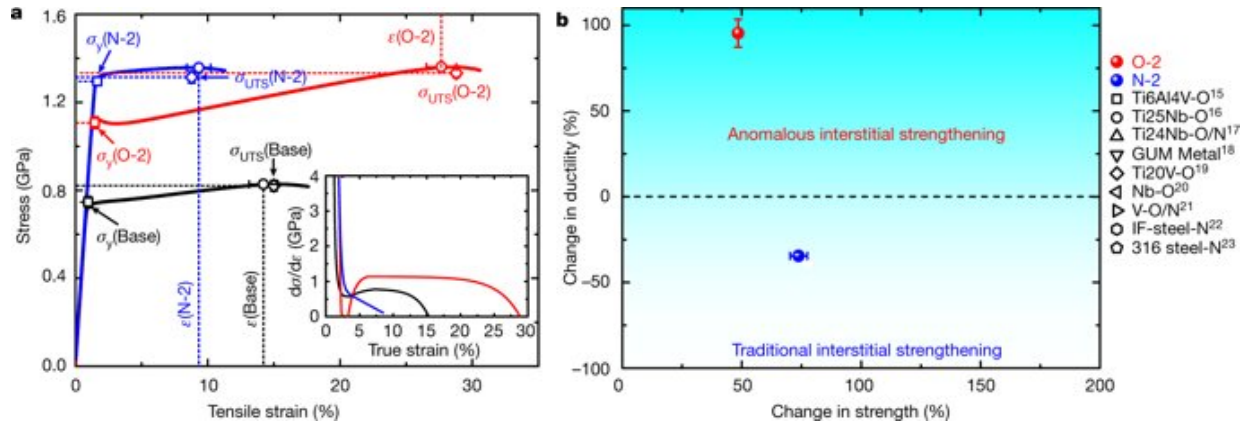 a
1.6
1.2
0.8
0.4
0.0
Stress (GPa)
0
10
20
30
Tensile strain (%)
σy(N-2)
σUTS(N-2)
ε(O-2)
σUTS(O-2)
σy(O-2)
σUTS(Base)
σy(Base)
ε(N-2)
ε(Base)
4
3
2
1
0
dσ/dε (GPa)
0 5 10 15 20 25 30
True strain (%)
b
100
50
0
−50
−100
Change in ductility (%)
Anomalous interstitial strengthening
Traditional interstitial strengthening
0 50 100 150 200
Change in strength (%)
O-2
N-2
Ti6Al4V-O¹⁵
Ti25Nb-O¹⁶
Ti24Nb-O/N¹⁷
GUM Metal¹⁸
Ti20V-O¹⁹
Nb-O²⁰
V-O/N²¹
IF-steel-N²²
316 steel-N²³